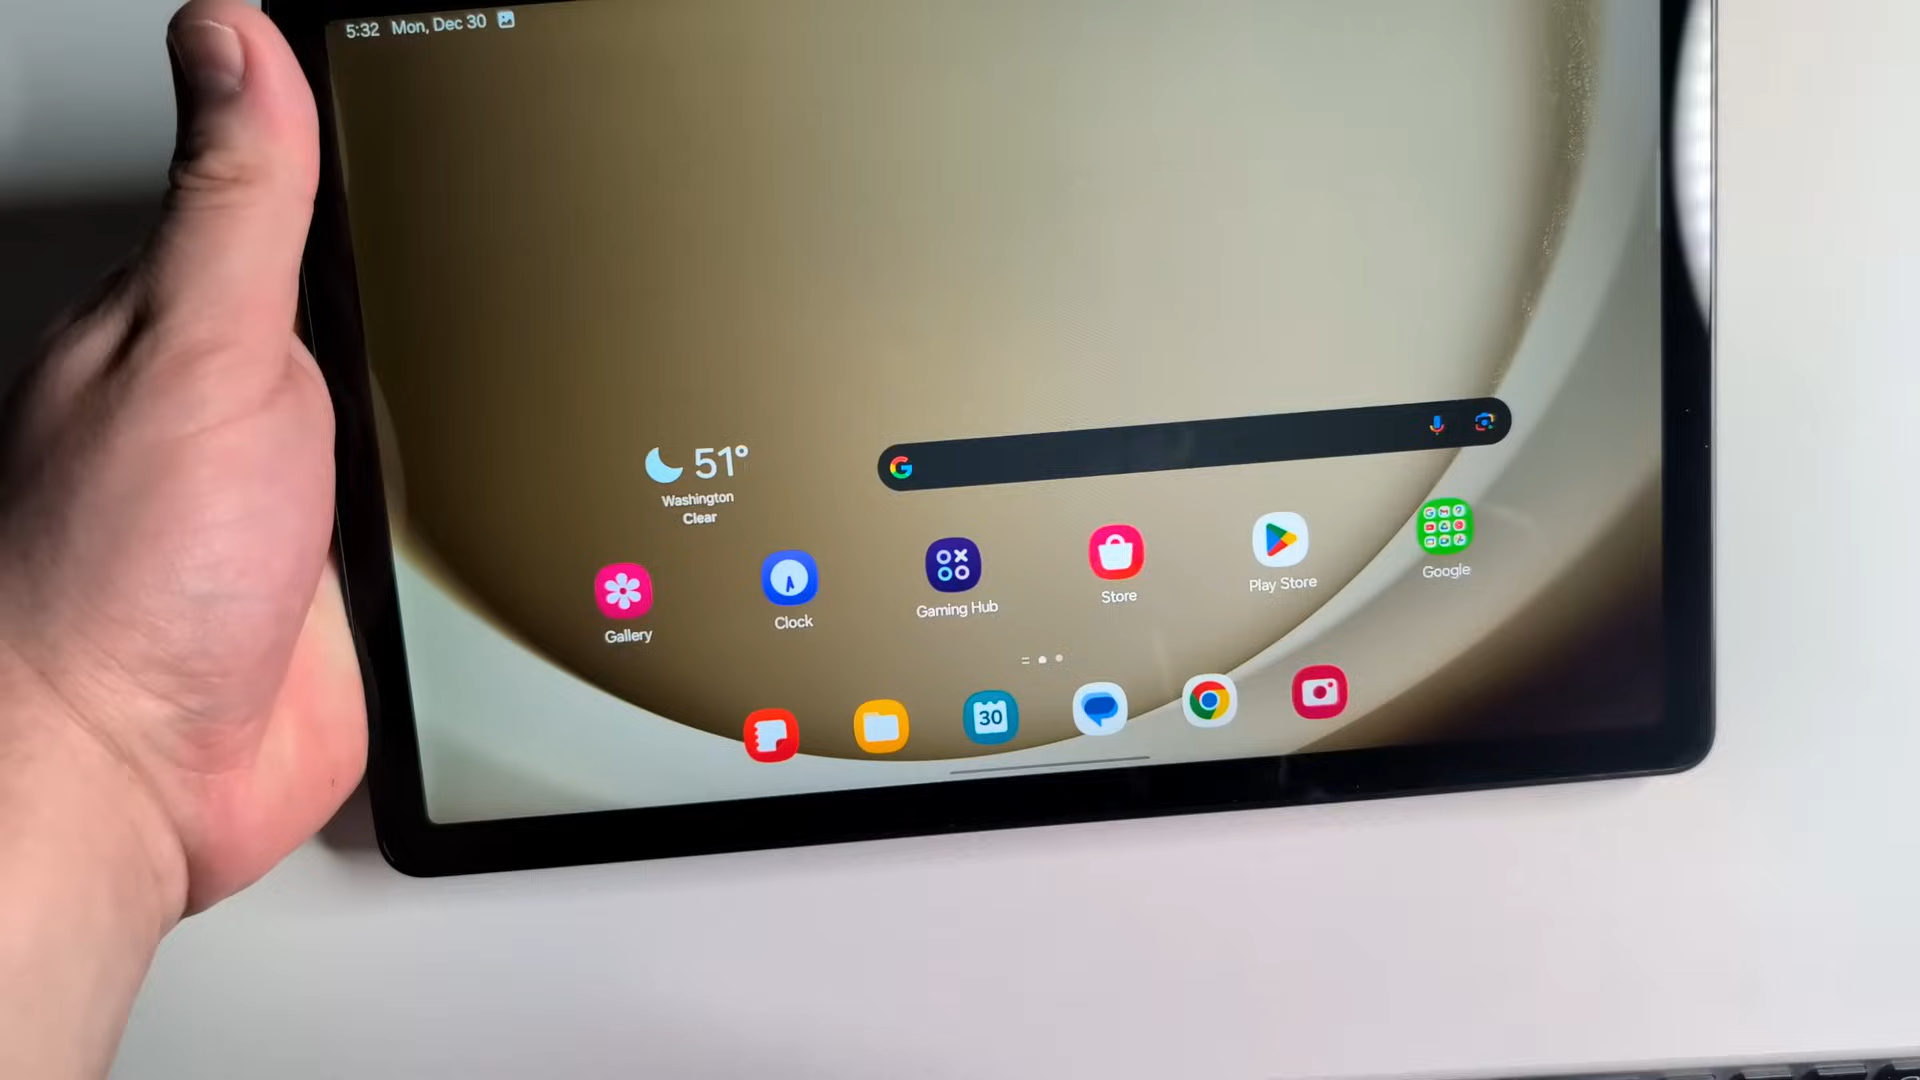 5:32 Mon, Dec 30
51°
Washington
Clear
Gallery
Clock
Gaming Hub
Store
Play Store
Google
30